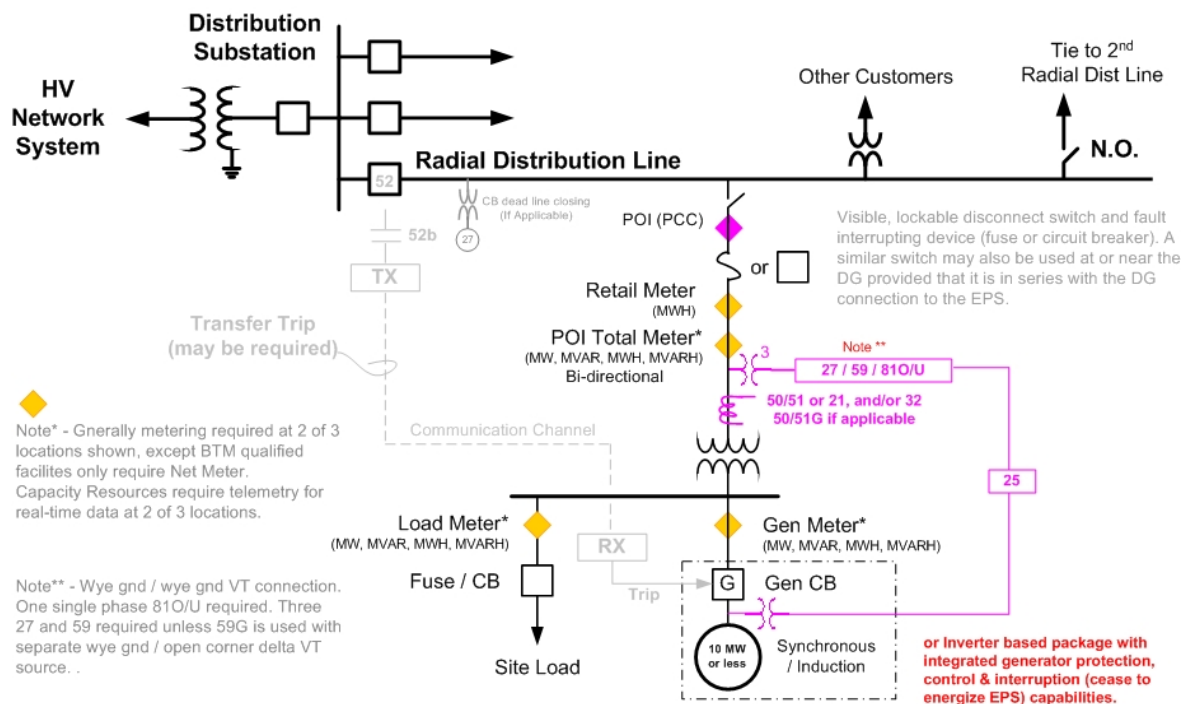 Distribution
Substation
HV
Network
System
Other Customers
Tie to 2nd
Radial Dist Line
N.O.
Radial Distribution Line
52
CB dead line closing
(If Applicable)
27
52b
TX
POI (PCC)
or
Visible, lockable disconnect switch and fault
interrupting device (fuse or circuit breaker). A
similar switch may also be used at or near the
DG provided that it is in series with the DG
connection to the EPS.
Retail Meter
(MWH)
Transfer Trip
(may be required)
POI Total Meter*
(MW, MVAR, MWH, MVARH)
Bi-directional
3
Note **
27 / 59 / 81O/U
50/51 or 21, and/or 32
50/51G if applicable
Note* - Gnerally metering required at 2 of 3
locations shown, except BTM qualified
facilites only require Net Meter.
Capacity Resources require telemetry for
real-time data at 2 of 3 locations.
Communication Channel
25
Load Meter*
(MW, MVAR, MWH, MVARH)
Gen Meter*
(MW, MVAR, MWH, MVARH)
RX
Fuse / CB
Trip
G
Gen CB
Note** - Wye gnd / wye gnd VT connection.
One single phase 81O/U required. Three
27 and 59 required unless 59G is used with
separate wye gnd / open corner delta VT
source. .
Site Load
10 MW
or less
Synchronous
/ Induction
or Inverter based package with
integrated generator protection,
control & interruption (cease to
energize EPS) capabilities.